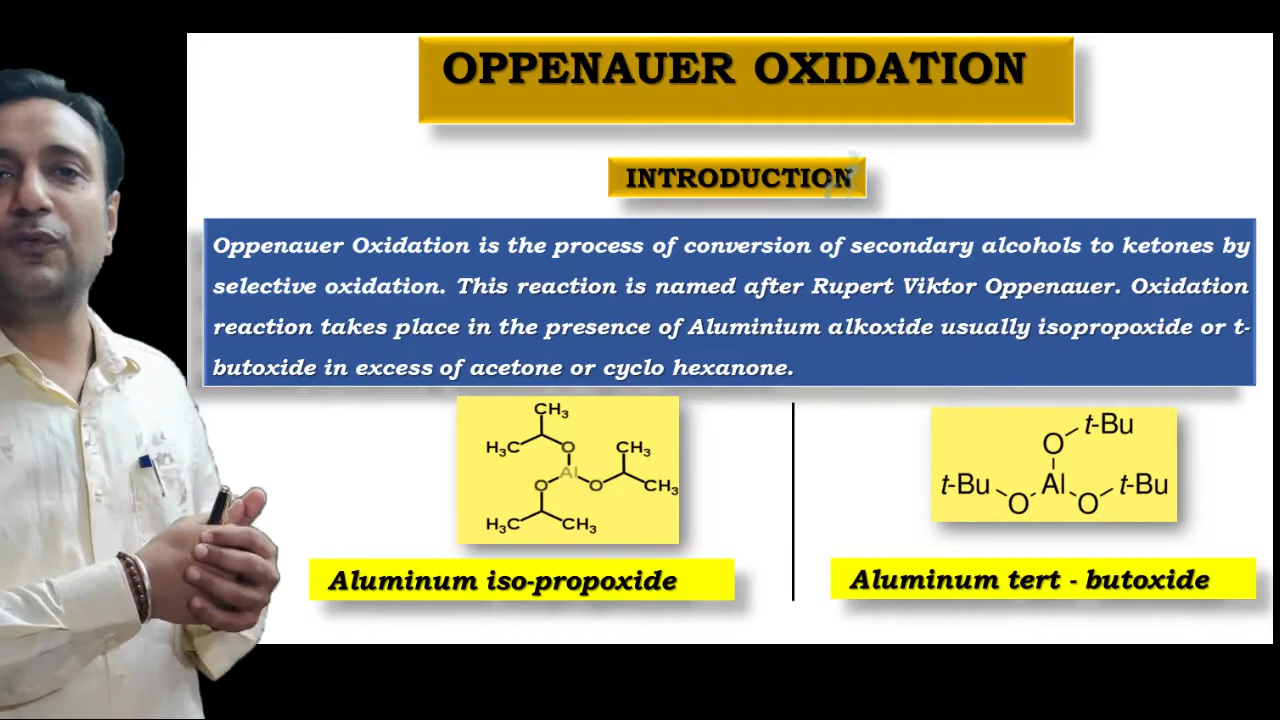 OPPENAUER OXIDATION
INTRODUCTION
Oppenauer Oxidation is the process of conversion of secondary alcohols to ketones by
selective oxidation. This reaction is named after Rupert Viktor Oppenauer. Oxidation
reaction takes place in the presence of Aluminium alkoxide usually isopropoxide or t-
butoxide in excess of acetone or cyclo hexanone.
CH3
H3C O CH3
Al
O O CH3
H3C CH3
Aluminum iso-propoxide
t-Bu
O
t-Bu Al t-Bu
O O
Aluminum tert - butoxide